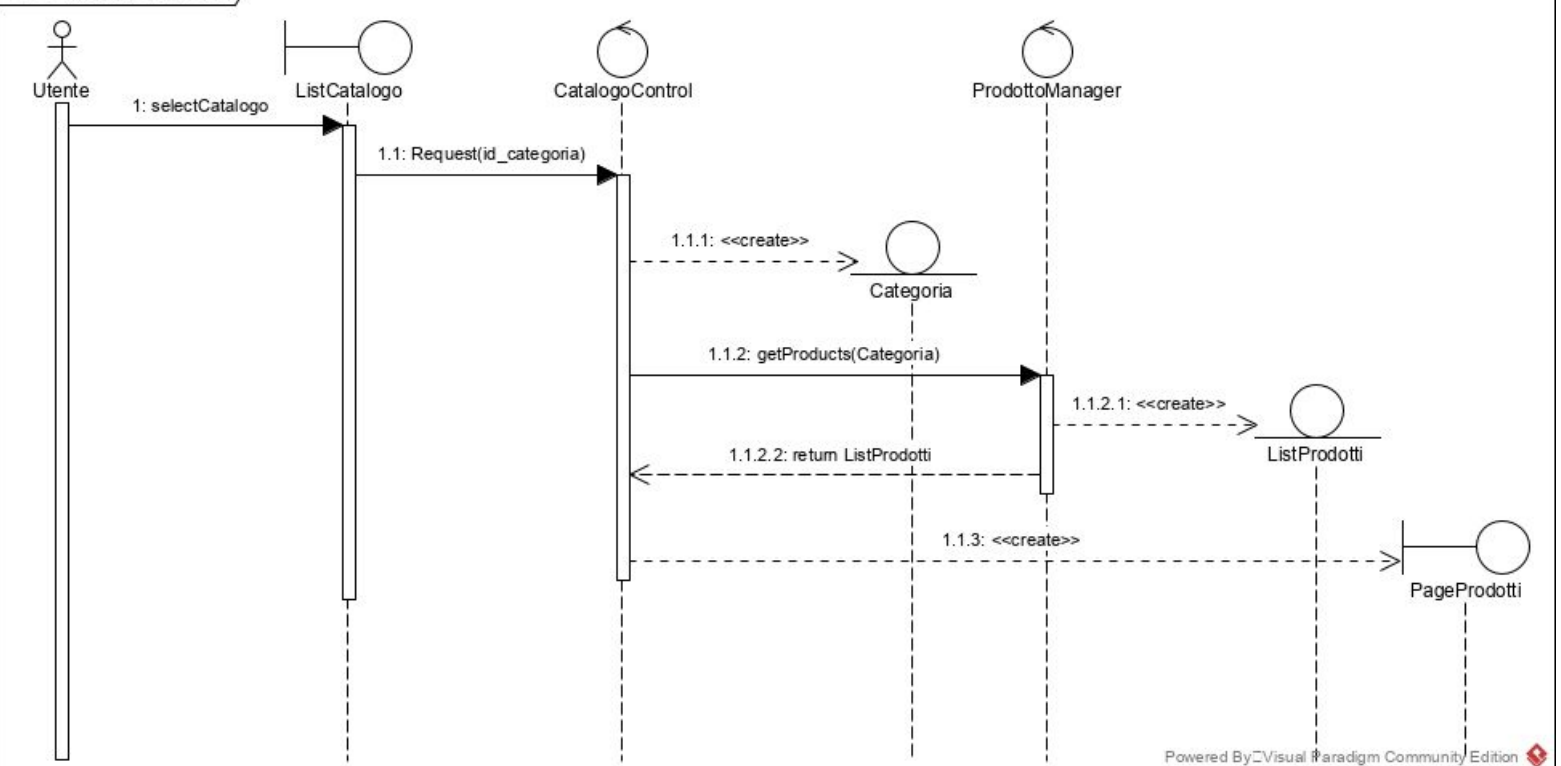 Utente
ListCatalogo
CatalogoControl
ProdottoManager
1: selectCatalogo
1.1: Request(id_categoria)
1.1.1: <<create>>
Categoria
1.1.2: getProducts(Categoria)
1.1.2.1: <<create>>
ListProdotti
1.1.2.2: return ListProdotti
1.1.3: <<create>>
PageProdotti
Powered By Visual Paradigm Community Edition